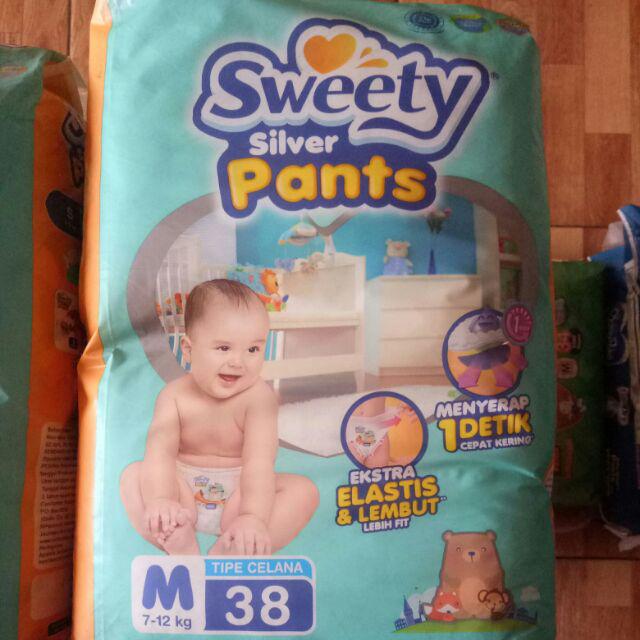 Sweety
Silver
Pants
MENYERAP
1 DETIK
CEPAT KERING
EKSTRA
ELASTIS
& LEMBUT
LEBIH FIT
M
7-12 kg
TIPE CELANA
38